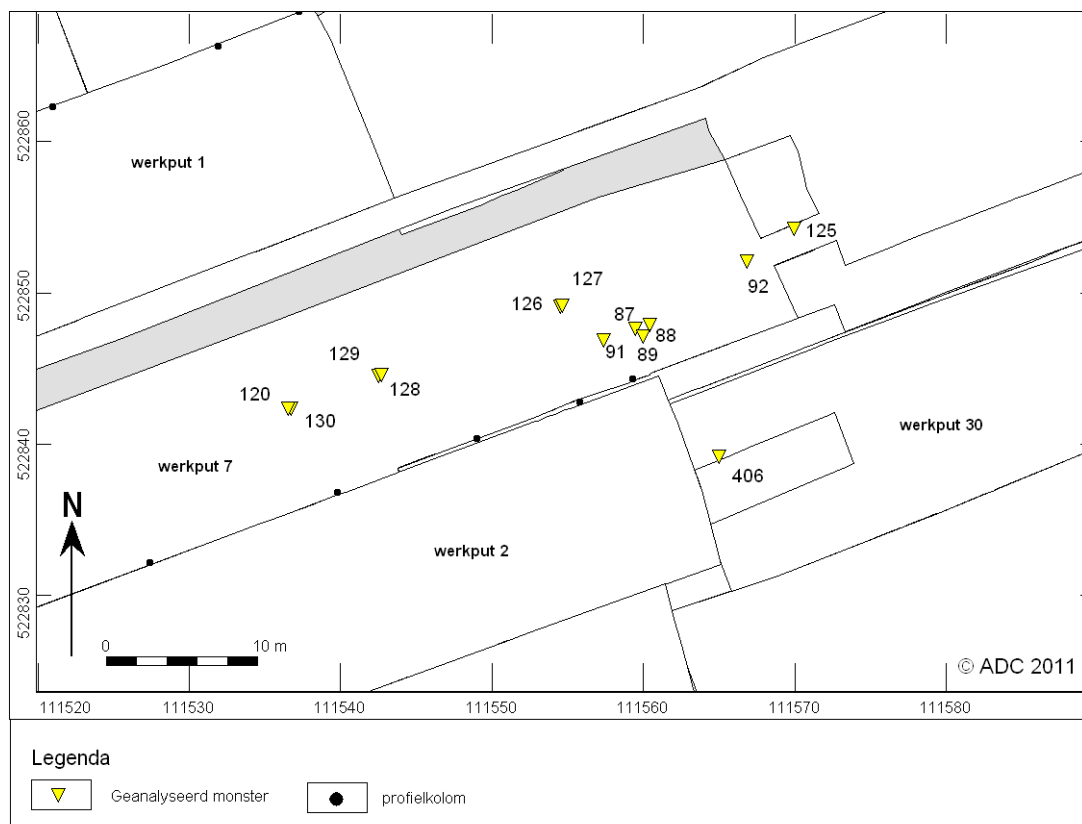 522860
werkput 1
125
522850
127
92
126
87
88
129
91
89
128
120
130
522840
werkput 30
werkput 7
406
N
werkput 2
522830
0 10 m
© ADC 2011
111520 111530 111540 111550 111560 111570 111580
Legenda
Geanalyseerd monster
profielkolom